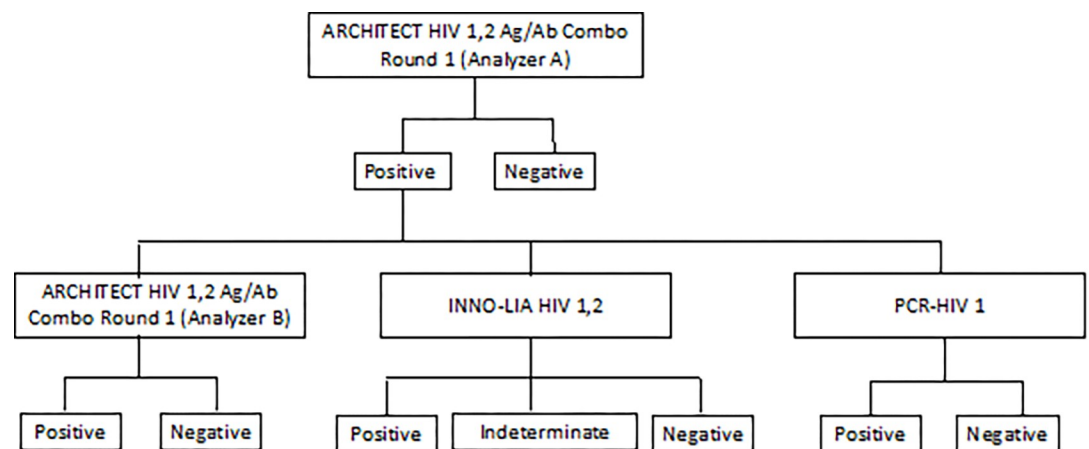 ARCHITECT HIV 1,2 Ag/Ab Combo
Round 1 (Analyzer A)
Positive
Negative
ARCHITECT HIV 1,2 Ag/Ab
Combo Round 1 (Analyzer B)
INNO-LIA HIV 1,2
PCR-HIV 1
Positive
Negative
Positive
Indeterminate
Negative
Positive
Negative